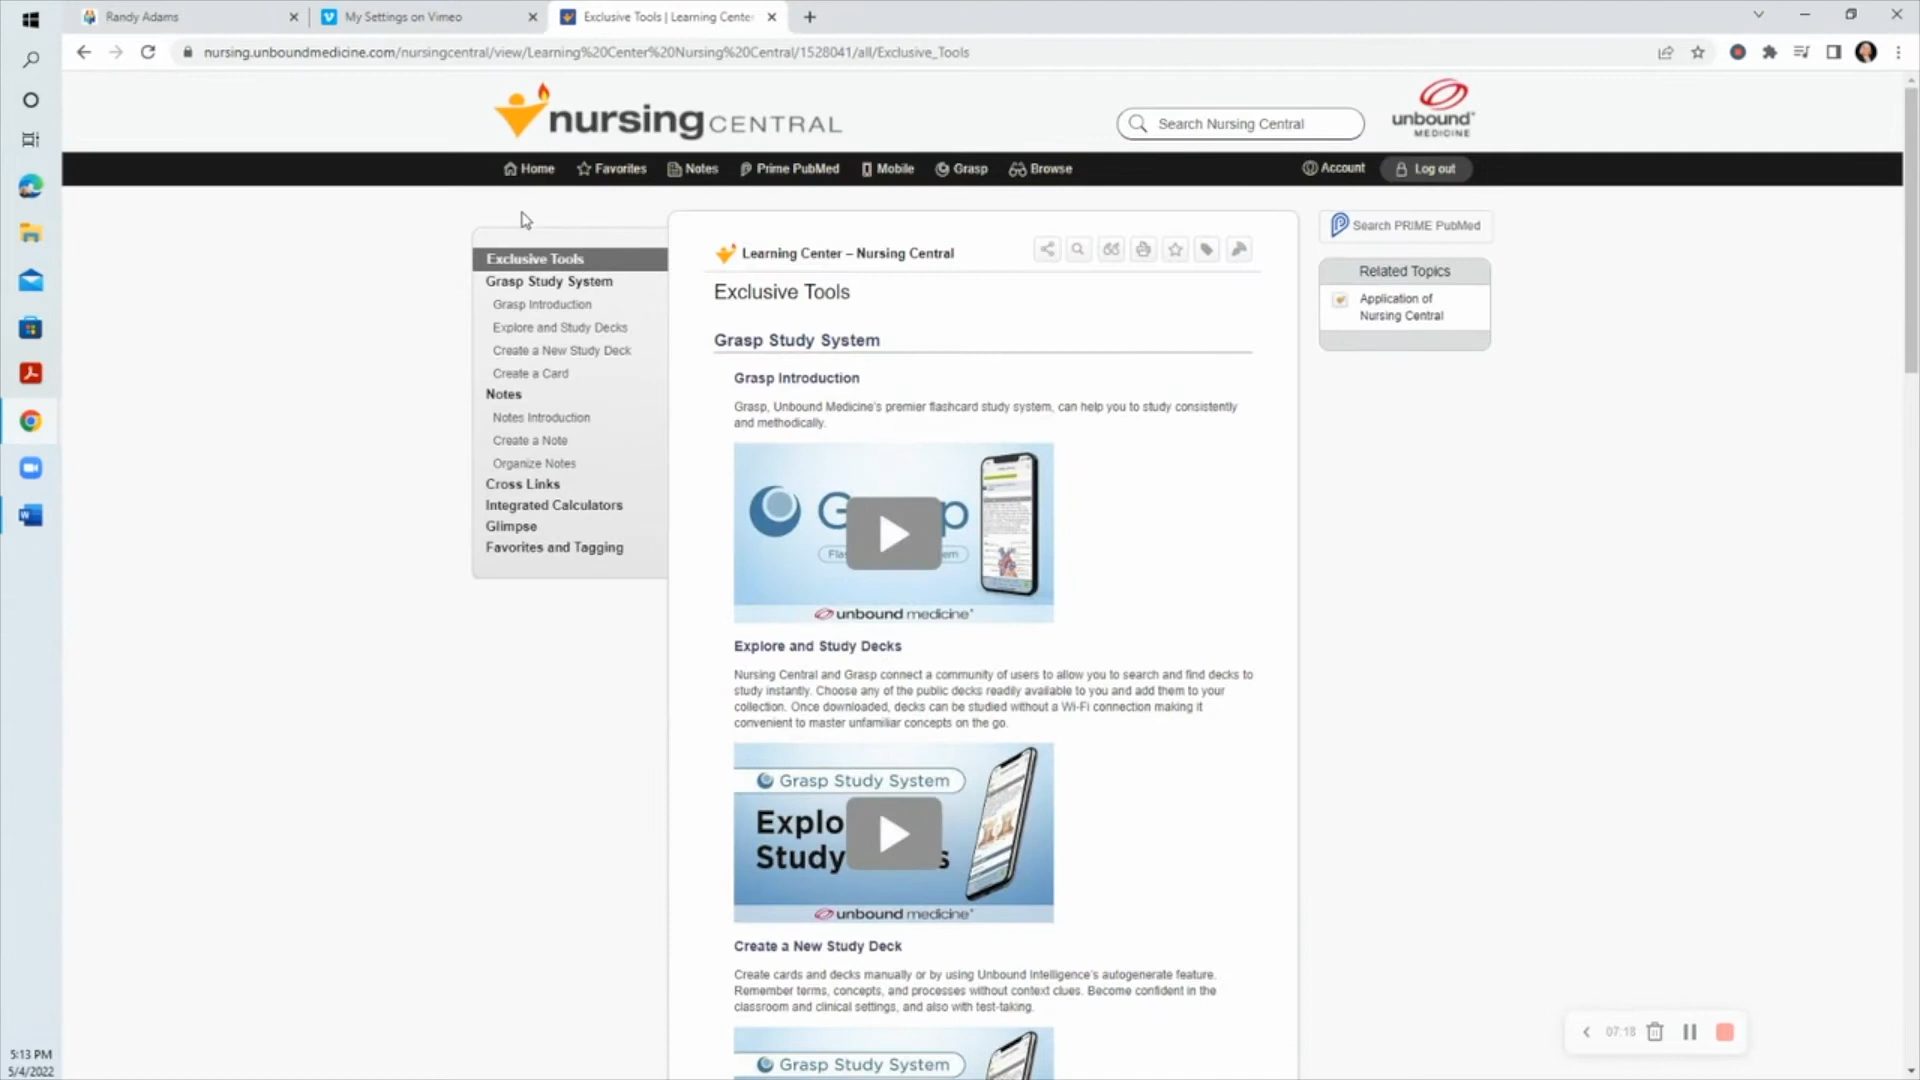 Randy Adams
My Settings on Vimeo
Exclusive Tools | Learning Cente
nursing.unboundmedicine.com/nursingcentral/view/Learning%20Center%20Nursing%20Central/1528041/all/Exclusive_Tools
nursing CENTRAL
Search Nursing Central
unbound
MEDICINE
Home
Favorites
Notes
Prime PubMed
Mobile
Grasp
Browse
Account
Log out
Exclusive Tools
Grasp Study System
Grasp Introduction
Explore and Study Decks
Create a New Study Deck
Create a Card
Notes
Notes Introduction
Create a Note
Organize Notes
Cross Links
Integrated Calculators
Glimpse
Favorites and Tagging
Learning Center – Nursing Central
Exclusive Tools
Grasp Study System
Grasp Introduction
Grasp, Unbound Medicine's premier flashcard study system, can help you to study consistently
and methodically.
unbound medicine
Explore and Study Decks
Nursing Central and Grasp connect a community of users to allow you to search and find decks to
study instantly. Choose any of the public decks readily available to you and add them to your
collection. Once downloaded, decks can be studied without a Wi-Fi connection making it
convenient to master unfamiliar concepts on the go.
Grasp Study System
Explo
Study
unbound medicine
Create a New Study Deck
Create cards and decks manually or by using Unbound Intelligence's autogenerate feature.
Remember terms, concepts, and processes without context clues. Become confident in the
classroom and clinical settings, and also with test-taking.
Grasp Study System
Search PRIME PubMed
Related Topics
Application of
Nursing Central
07:18
5:13 PM
5/4/2022